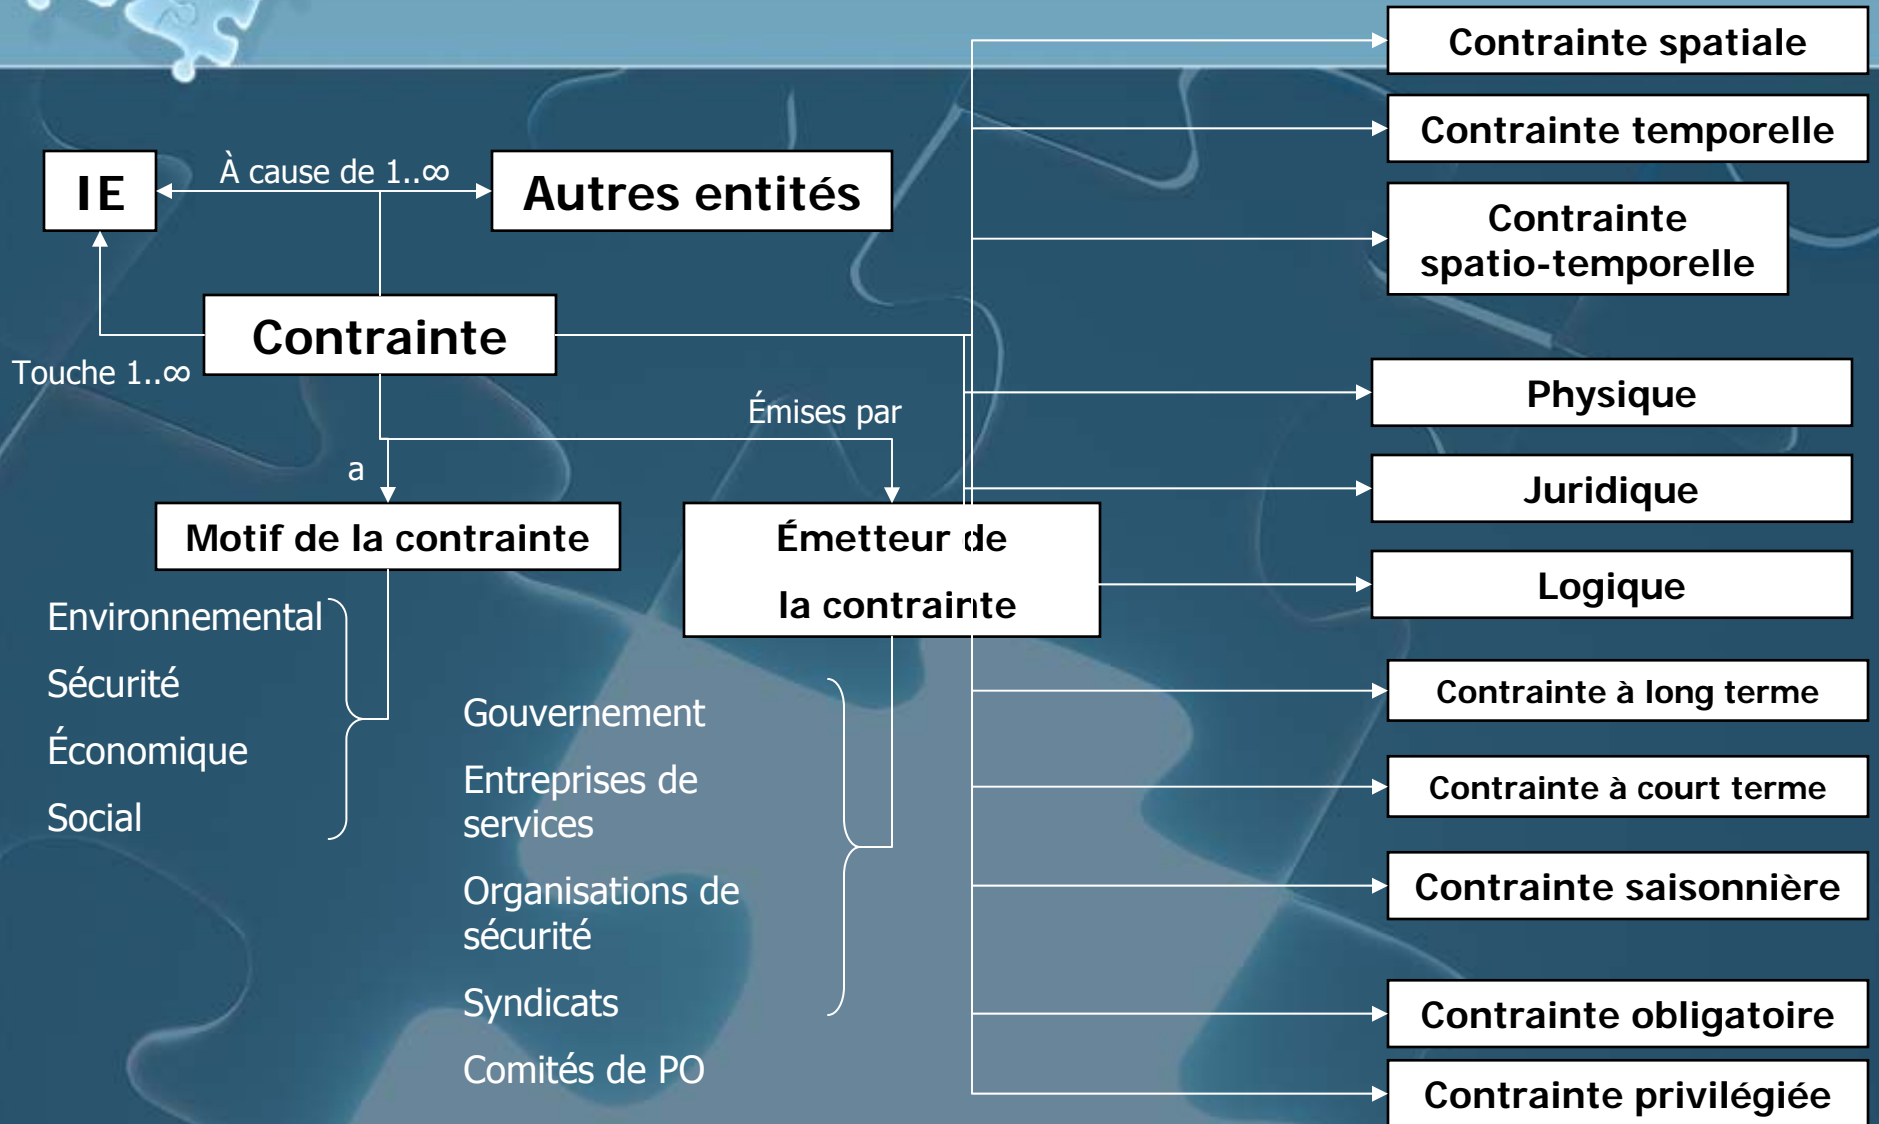 IE
À cause de 1..∞
Autres entités
Contrainte
Touche 1..∞
Émises par
a
Motif de la contrainte
Émetteur de
la contrainte
Environnemental
Sécurité
Économique
Social
Gouvernement
Entreprises de
services
Organisations de
sécurité
Syndicats
Comités de PO
Contrainte spatiale
Contrainte temporelle
Contrainte
spatio-temporelle
Physique
Juridique
Logique
Contrainte à long terme
Contrainte à court terme
Contrainte saisonnière
Contrainte obligatoire
Contrainte privilégiée